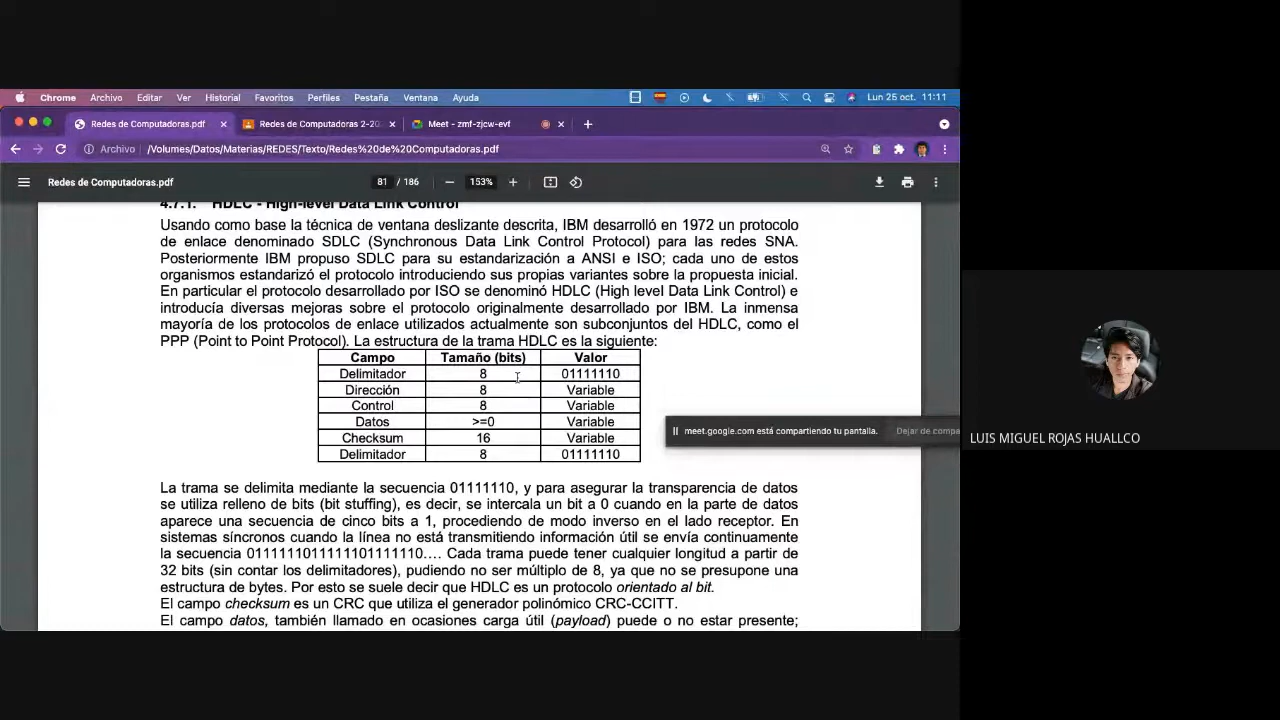 Chrome Archivo Editar Ver Historial Favoritos Perfiles Pestaña Ventana Ayuda Lun 25 oct. 11:11
Redes de Computadoras.pdf Redes de Computadoras 2-20 Meet - zmf-zjcw-evf
Archivo /Volumes/Datos/Materias/REDES/Texto/Redes%20de%20Computadoras.pdf
Redes de Computadoras.pdf 81 / 186 153%
4.7.1. HDLC - High-level Data Link Control
Usando como base la técnica de ventana deslizante descrita, IBM desarrolló en 1972 un protocolo
de enlace denominado SDLC (Synchronous Data Link Control Protocol) para las redes SNA.
Posteriormente IBM propuso SDLC para su estandarización a ANSI e ISO; cada uno de estos
organismos estandarizó el protocolo introduciendo sus propias variantes sobre la propuesta inicial.
En particular el protocolo desarrollado por ISO se denominó HDLC (High level Data Link Control) e
introducía diversas mejoras sobre el protocolo originalmente desarrollado por IBM. La inmensa
mayoría de los protocolos de enlace utilizados actualmente son subconjuntos del HDLC, como el
PPP (Point to Point Protocol). La estructura de la trama HDLC es la siguiente:
Campo Tamaño (bits) Valor
Delimitador 8 01111110
Dirección 8 Variable
Control 8 Variable
Datos >=0 Variable
Checksum 16 Variable
Delimitador 8 01111110
meet.google.com está compartiendo tu pantalla. Dejar de compa
LUIS MIGUEL ROJAS HUALLCO
La trama se delimita mediante la secuencia 01111110, y para asegurar la transparencia de datos
se utiliza relleno de bits (bit stuffing), es decir, se intercala un bit a 0 cuando en la parte de datos
aparece una secuencia de cinco bits a 1, procediendo de modo inverso en el lado receptor. En
sistemas síncronos cuando la línea no está transmitiendo información útil se envía continuamente
la secuencia 0111111011111101111110.... Cada trama puede tener cualquier longitud a partir de
32 bits (sin contar los delimitadores), pudiendo no ser múltiplo de 8, ya que no se presupone una
estructura de bytes. Por esto se suele decir que HDLC es un protocolo orientado al bit.
El campo checksum es un CRC que utiliza el generador polinómico CRC-CCITT.
El campo datos, también llamado en ocasiones carga útil (payload) puede o no estar presente;